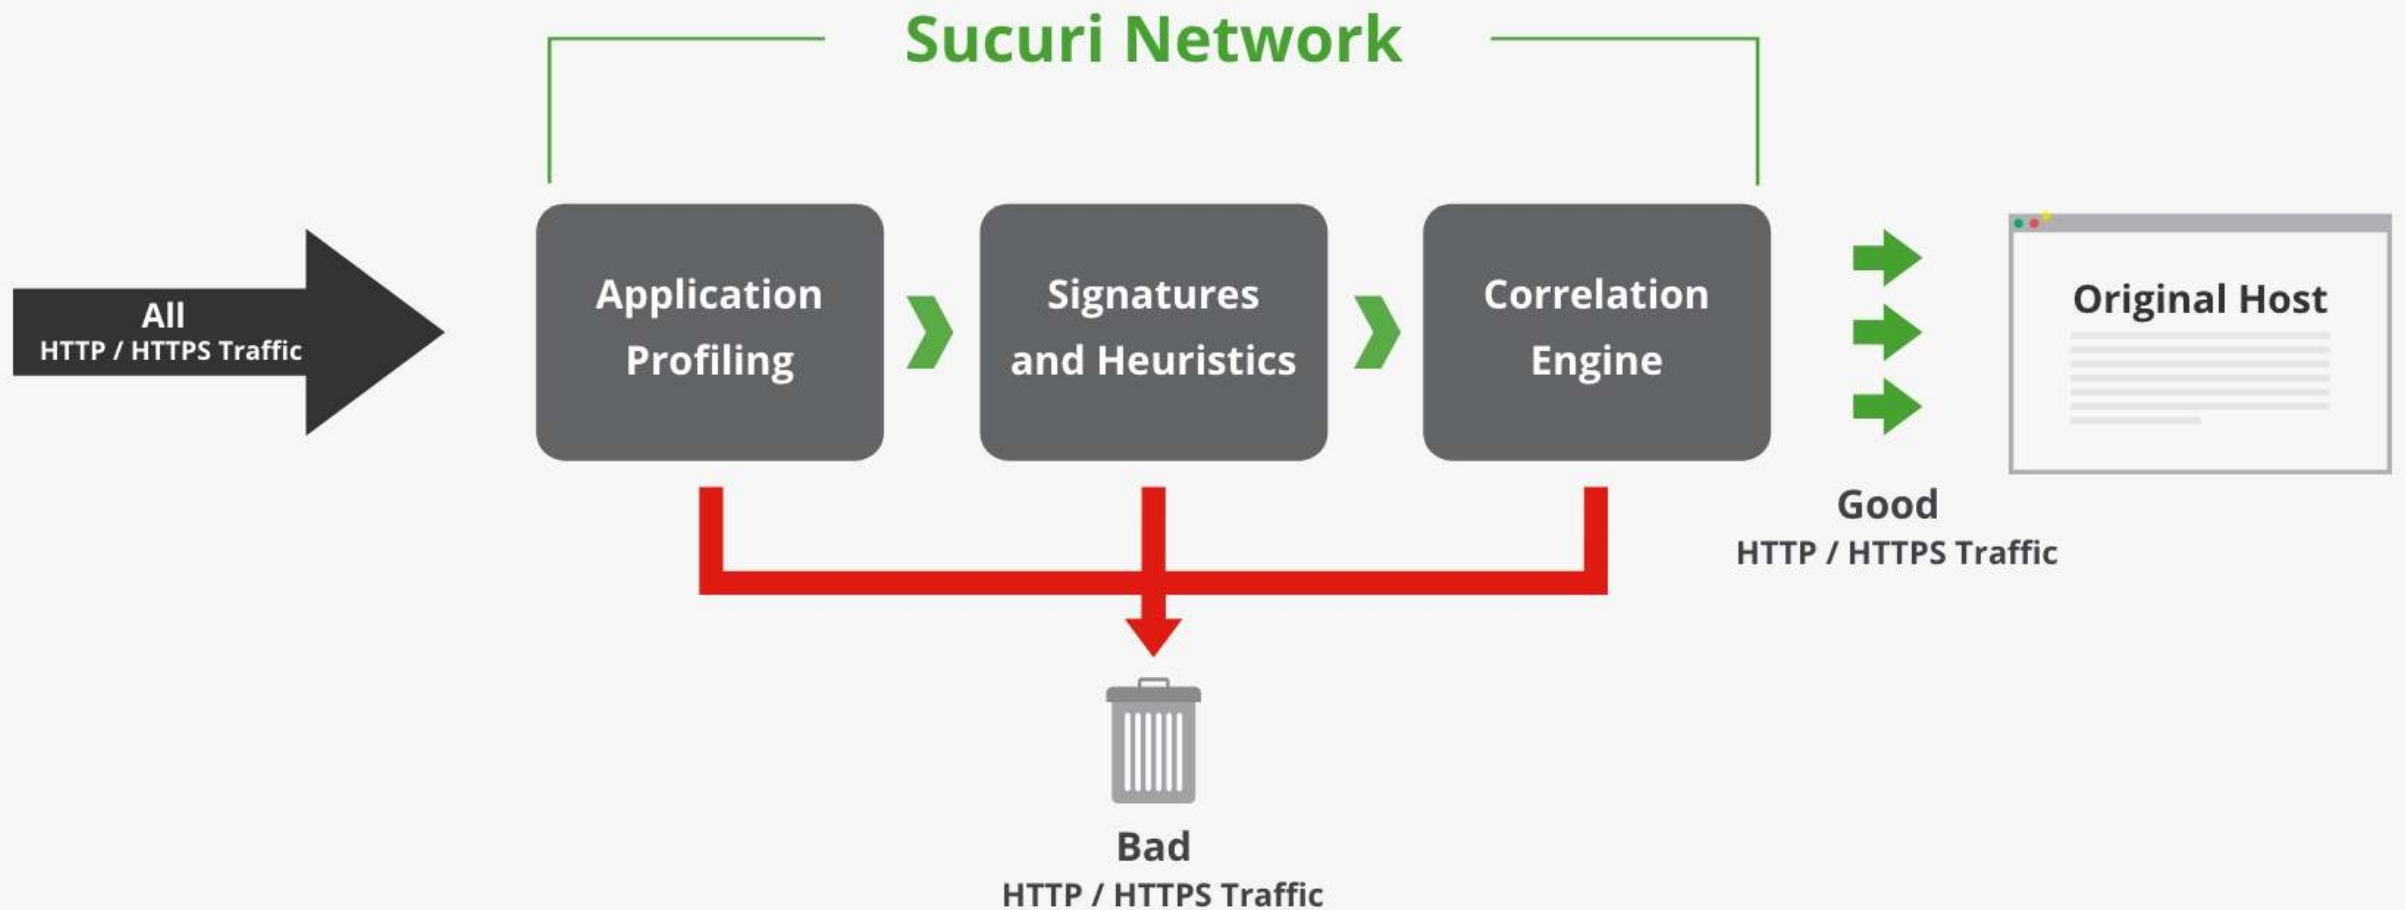 Sucuri Network
All
HTTP / HTTPS Traffic
Application
Profiling
Signatures
and Heuristics
Correlation
Engine
Original Host
Good
HTTP / HTTPS Traffic
Bad
HTTP / HTTPS Traffic